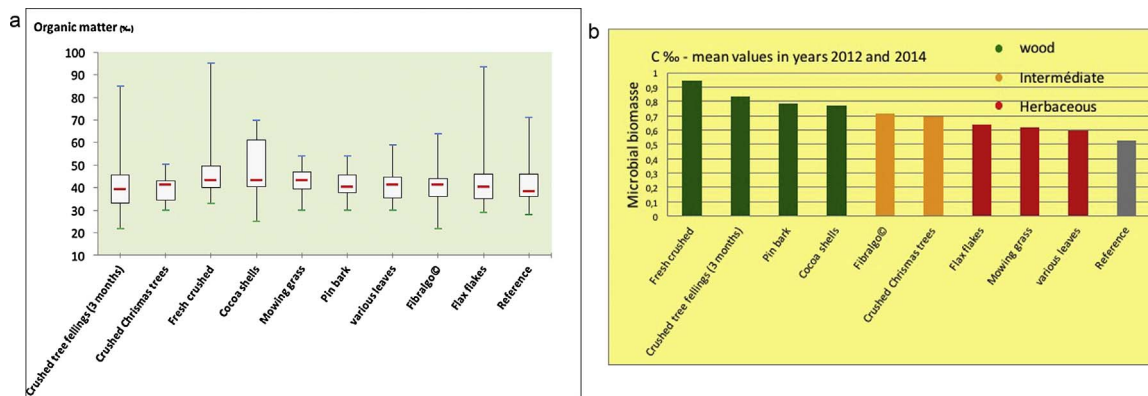 a
Organic matter (‰)
100
90
80
70
60
50
40
30
20
10
Crushed tree fellings (3 months)
Crushed Chrismas trees
Fresh crushed
Cocoa shells
Mowing grass
Pin bark
various leaves
Fibralgo©
Flax flakes
Reference
b
C ‰ - mean values in years 2012 and 2014
wood
Intermédiate
Herbaceous
Microbial biomasse
1
0,9
0,8
0,7
0,6
0,5
0,4
0,3
0,2
0,1
0
Fresh crushed
Crushed tree fellings (3 months)
Pin bark
Cocoa shells
Fibralgo©
Crushed Christmas trees
Flax flakes
Mowing grass
various leaves
Reference